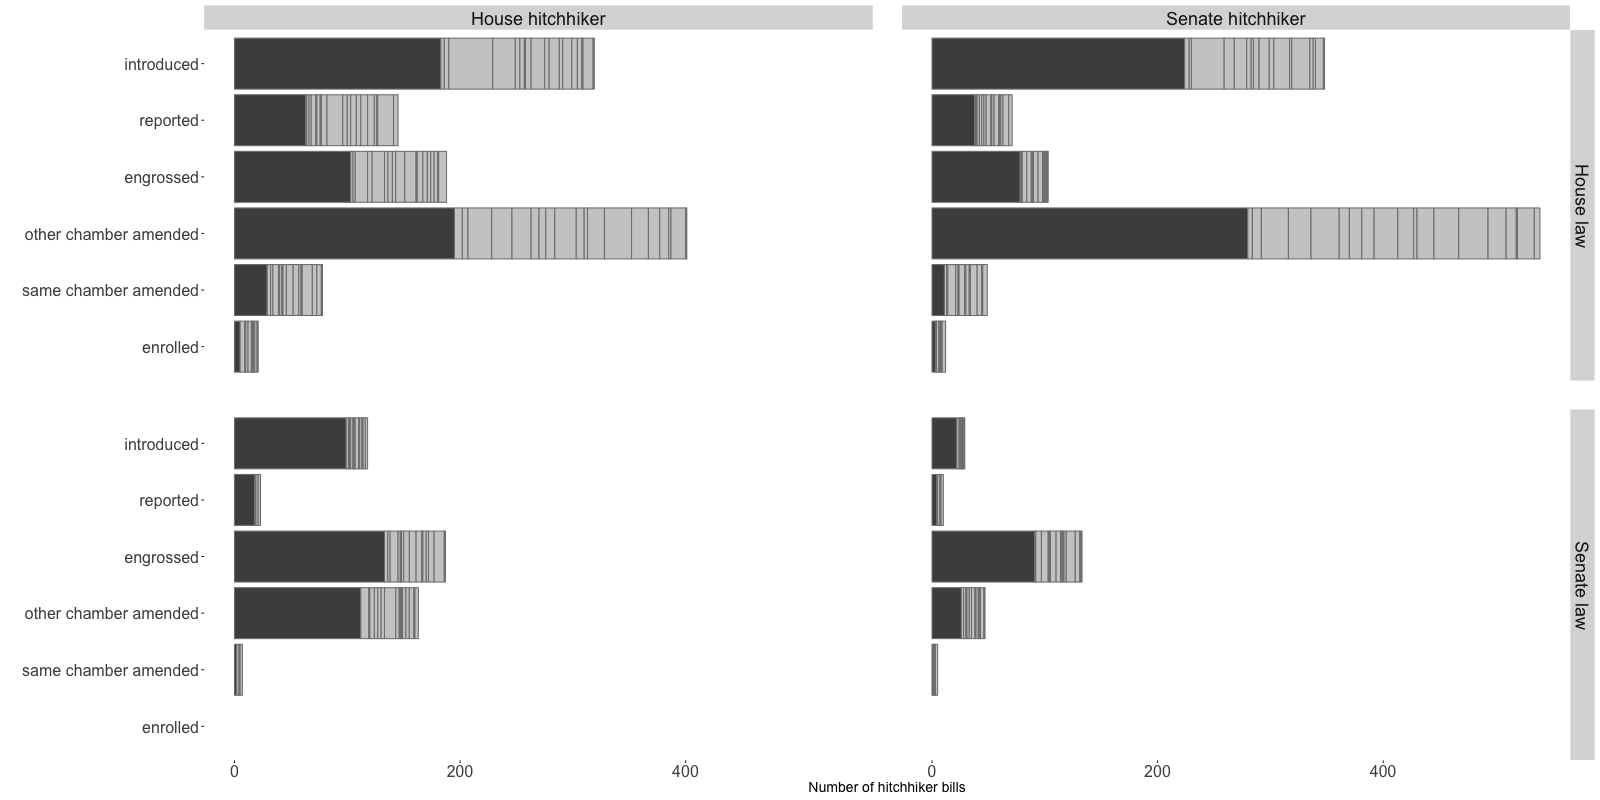 House hitchhiker
Senate hitchhiker
introduced
reported
engrossed
other chamber amended
same chamber amended
enrolled
House law
introduced
reported
engrossed
other chamber amended
same chamber amended
enrolled
Senate law
0 200 400
0 200 400
Number of hitchhiker bills